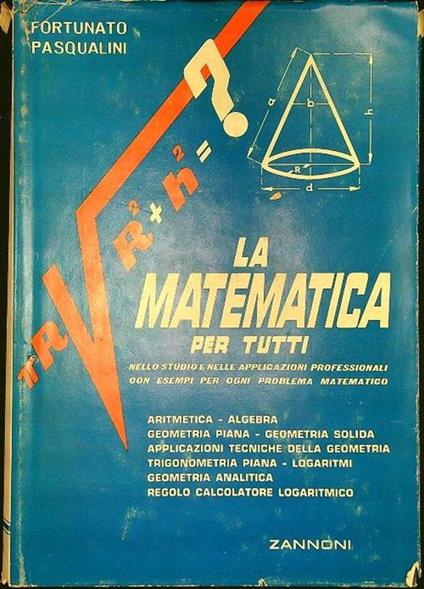 FORTUNATO
PASQUALINI
πR√R²+h²=?
a
b
h
R
d
LA
MATEMATICA
PER TUTTI
NELLO STUDIO E NELLE APPLICAZIONI PROFESSIONALI
CON ESEMPI PER OGNI PROBLEMA MATEMATICO
ARITMETICA - ALGEBRA
GEOMETRIA PIANA - GEOMETRIA SOLIDA
APPLICAZIONI TECNICHE DELLA GEOMETRIA
TRIGONOMETRIA PIANA - LOGARITMI
GEOMETRIA ANALITICA
REGOLO CALCOLATORE LOGARITMICO
ZANNONI